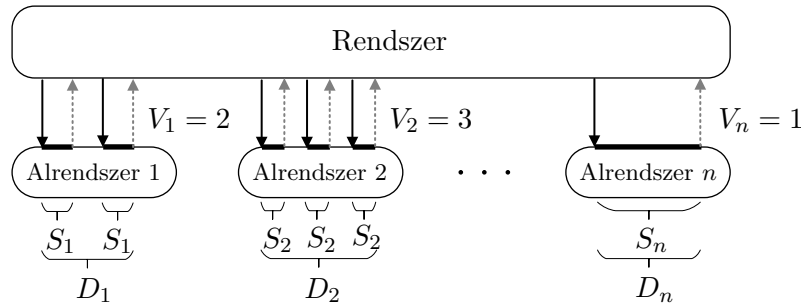 Rendszer
$V_1 = 2$ $V_2 = 3$ $V_n = 1$
Alrendszer 1 Alrendszer 2 · · · Alrendszer $n$
$S_1$ $S_1$ $S_2$ $S_2$ $S_2$ $S_n$
$D_1$ $D_2$ $D_n$